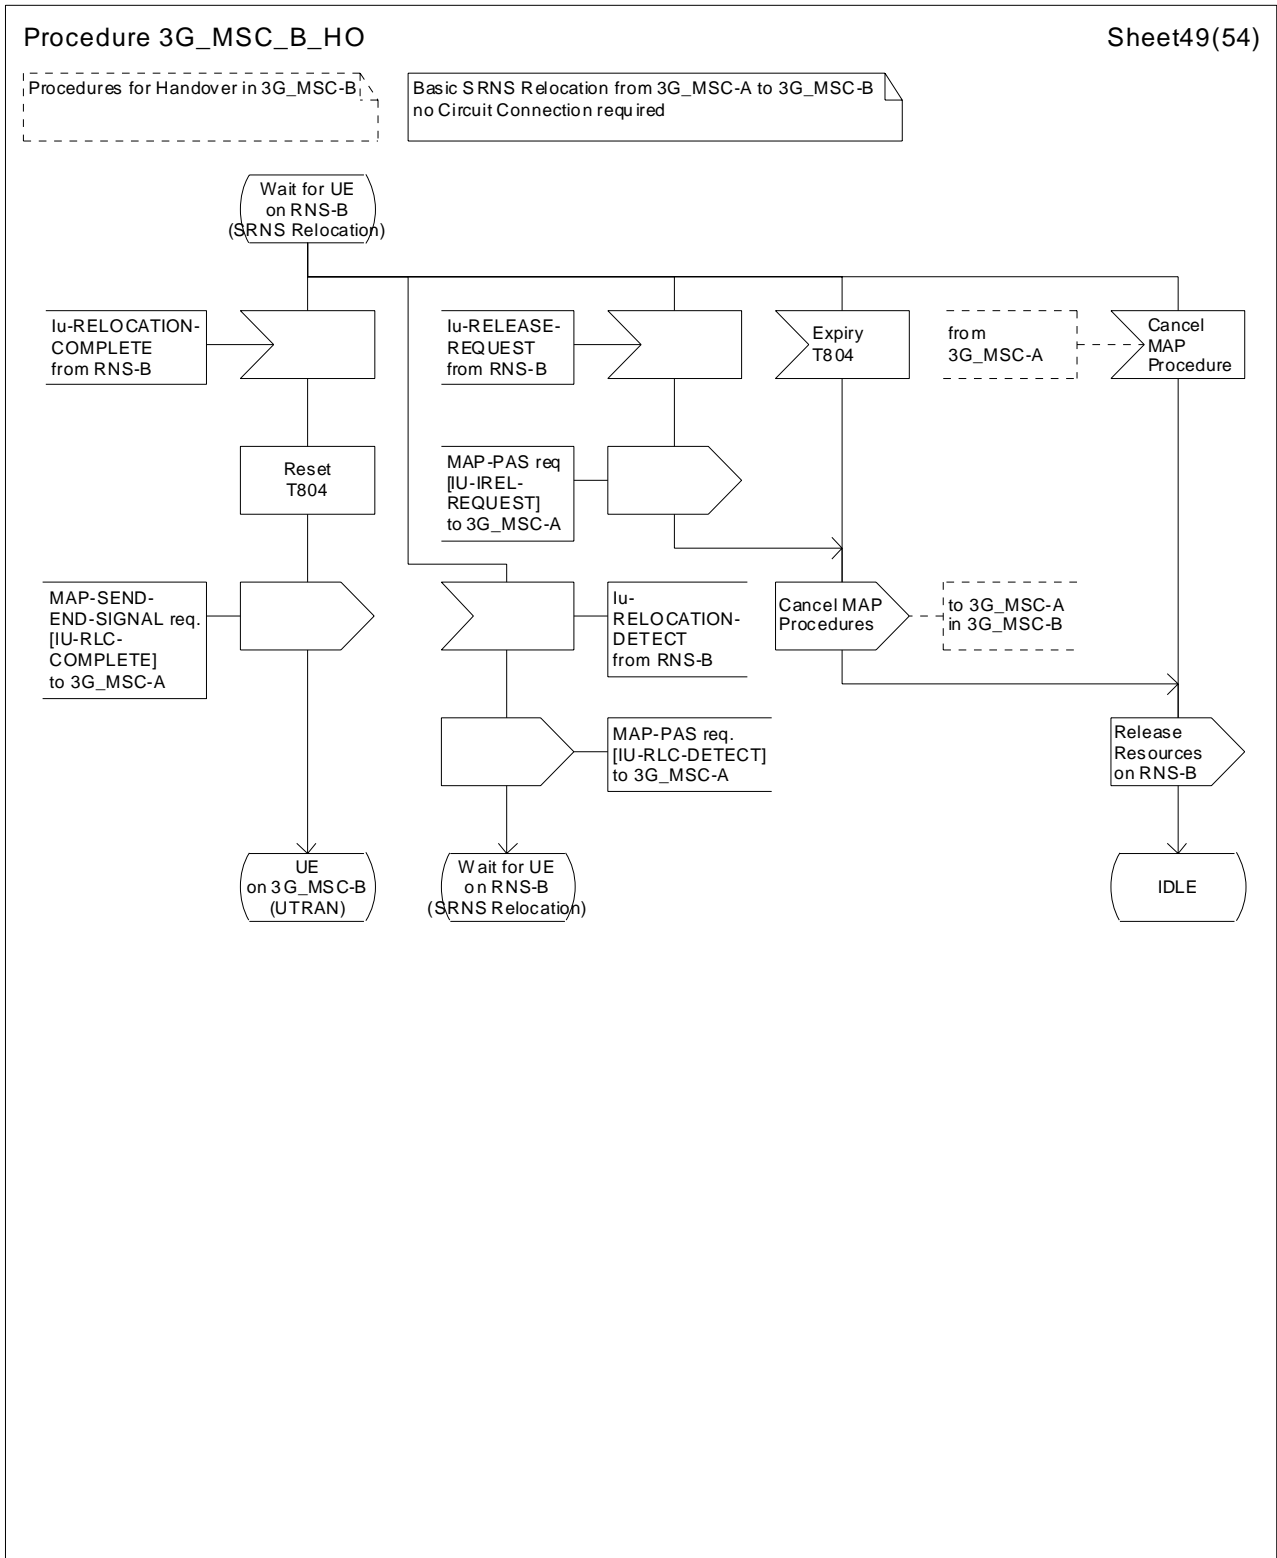 Procedure 3G_MSC_B_HO
Sheet49(54)
Procedures for Handover in 3G_MSC-B
Basic SRNS Relocation from 3G_MSC-A to 3G_MSC-B
no Circuit Connection required
Wait for UE
on RNS-B
(SRNS Relocation)
Iu-RELOCATION-
COMPLETE
from RNS-B
Iu-RELEASE-
REQUEST
from RNS-B
Expiry
T804
from
3G_MSC-A
Cancel
MAP
Procedure
Reset
T804
MAP-PAS req
[IU-IREL-
REQUEST]
to 3G_MSC-A
MAP-SEND-
END-SIGNAL req.
[IU-RLC-
COMPLETE]
to 3G_MSC-A
Iu-
RELOCATION-
DETECT
from RNS-B
Cancel MAP
Procedures
to 3G_MSC-A
in 3G_MSC-B
MAP-PAS req.
[IU-RLC-DETECT]
to 3G_MSC-A
Release
Resources
on RNS-B
UE
on 3G_MSC-B
(UTRAN)
Wait for UE
on RNS-B
(SRNS Relocation)
IDLE